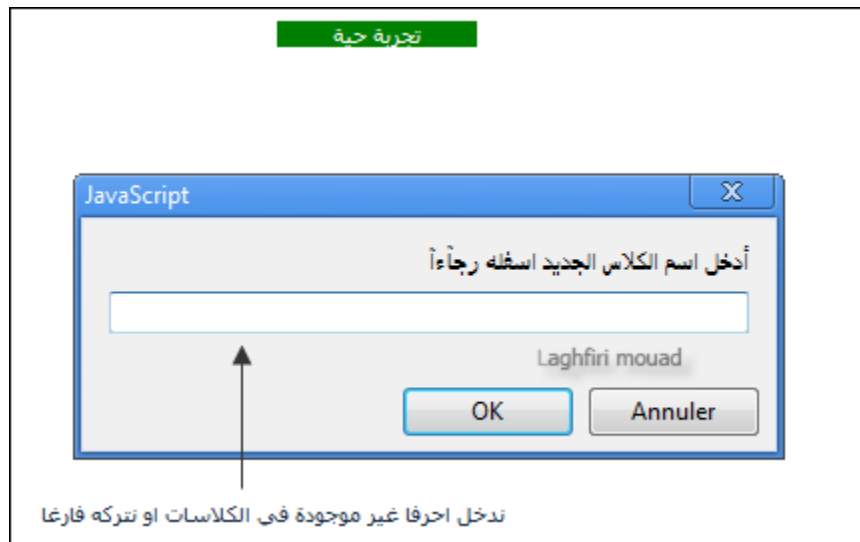 تجربة حية
JavaScript
X
أدخل اسم الكلاس الجديد اسفله رجآءاً
Laghfiri mouad
OK
Annuler
ندخل احرفا غير موجودة في الكلاسات او نتركه فارغا